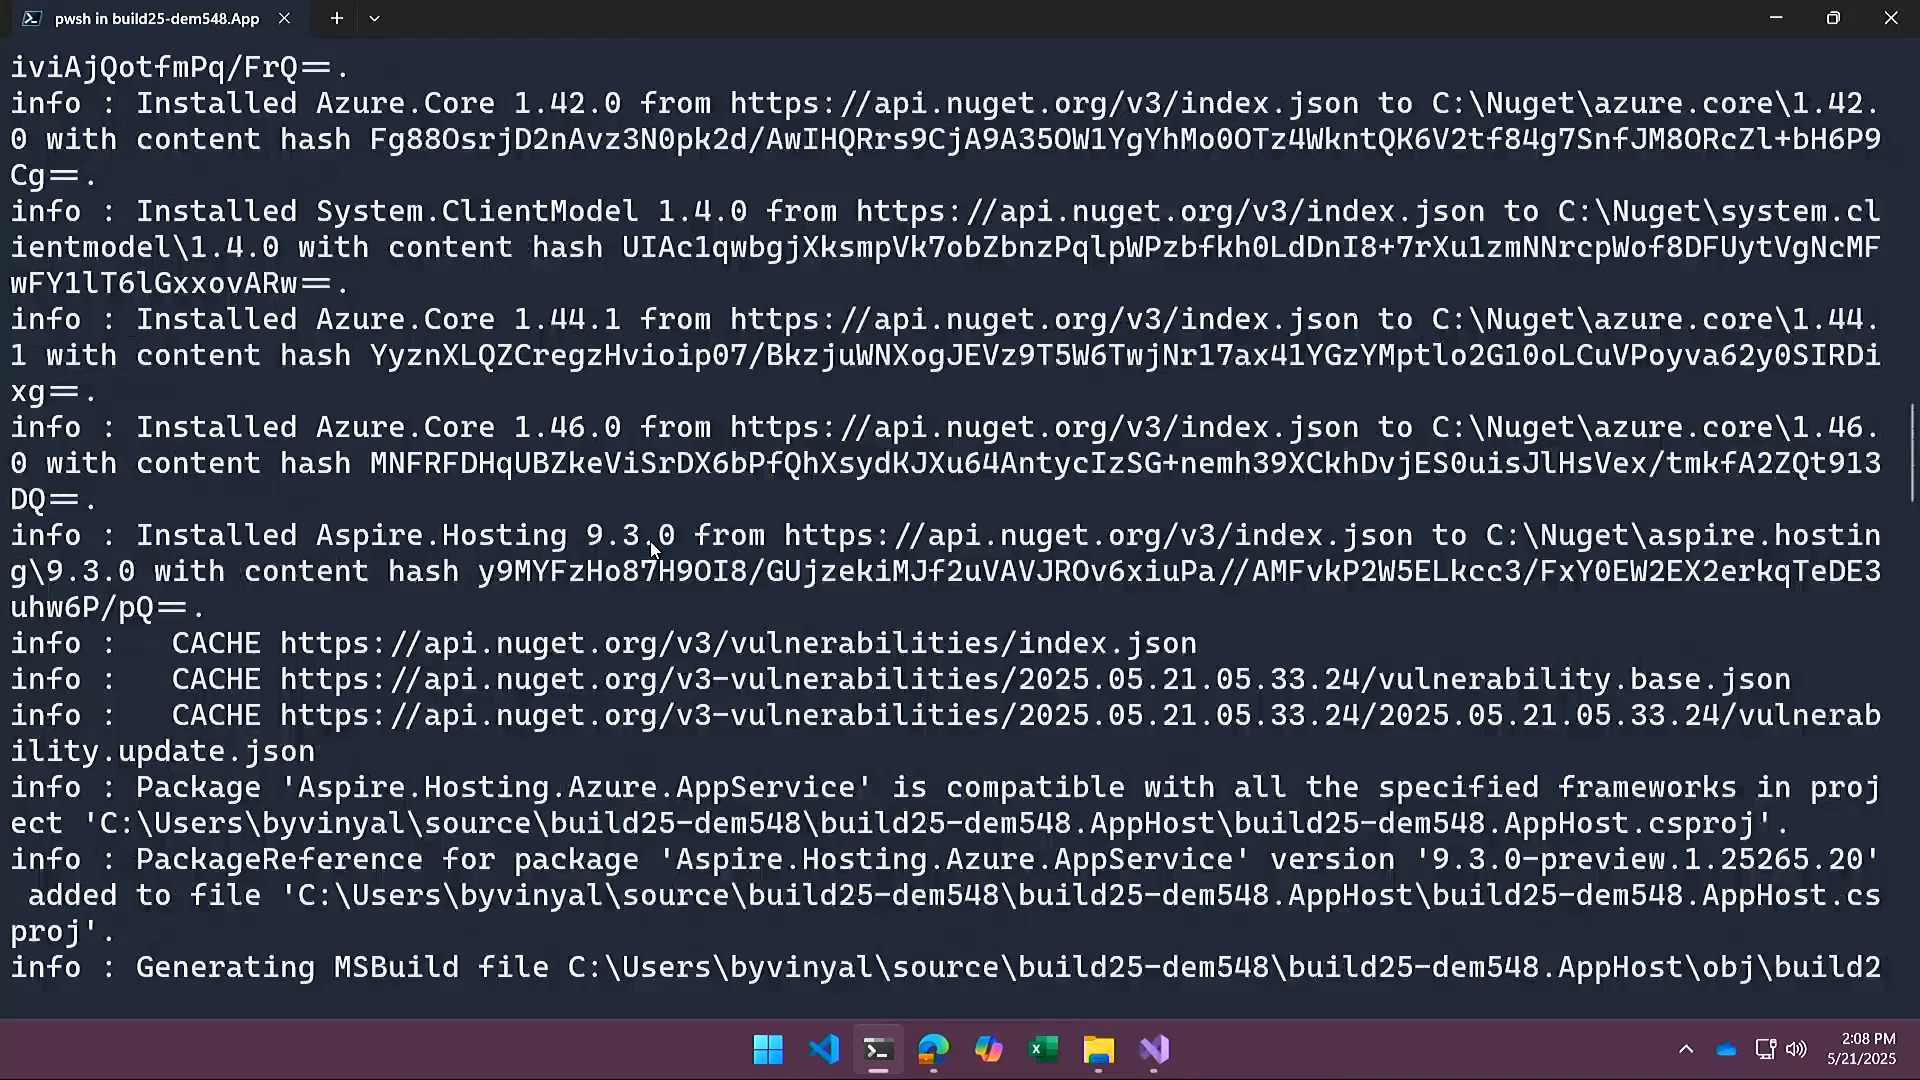 pwsh in build25-dem548.App
iviAjQotfmPq/FrQ==.
info : Installed Azure.Core 1.42.0 from https://api.nuget.org/v3/index.json to C:\Nuget\azure.core\1.42.
0 with content hash Fg88OsrjD2nAvz3N0pk2d/AwIHQRrs9CjA9A35OW1YgYhMo0OTz4WkntQK6V2tf84g7SnfJM8ORcZl+bH6P9
Cg==.
info : Installed System.ClientModel 1.4.0 from https://api.nuget.org/v3/index.json to C:\Nuget\system.cl
ientmodel\1.4.0 with content hash UIAc1qwbgjXksmpVk7obZbnzPqlpWPzbfkh0LdDnI8+7rXu1zmNNrcpWof8DFUytVgNcMF
wFY1lT6lGxxovARw==.
info : Installed Azure.Core 1.44.1 from https://api.nuget.org/v3/index.json to C:\Nuget\azure.core\1.44.
1 with content hash YyznXLQZCregzHvioip07/BkzjuWNXogJEVz9T5W6TwjNr17ax41YGzYMptlo2G10oLCuVPoyva62y0SIRDi
xg==.
info : Installed Azure.Core 1.46.0 from https://api.nuget.org/v3/index.json to C:\Nuget\azure.core\1.46.
0 with content hash MNFRFDHqUBZkeViSrDX6bPfQhXsydKJXu64AntycIzSG+nemh39XCkhDvjES0uisJlHsVex/tmkfA2ZQt913
DQ==.
info : Installed Aspire.Hosting 9.3.0 from https://api.nuget.org/v3/index.json to C:\Nuget\aspire.hostin
g\9.3.0 with content hash y9MYFzHo87H9OI8/GUjzekiMJf2uVAVJROv6xiuPa//AMFvkP2W5ELkcc3/FxY0EW2EX2erkqTeDE3
uhw6P/pQ==.
info :   CACHE https://api.nuget.org/v3/vulnerabilities/index.json
info :   CACHE https://api.nuget.org/v3-vulnerabilities/2025.05.21.05.33.24/vulnerability.base.json
info :   CACHE https://api.nuget.org/v3-vulnerabilities/2025.05.21.05.33.24/2025.05.21.05.33.24/vulnerab
ility.update.json
info : Package 'Aspire.Hosting.Azure.AppService' is compatible with all the specified frameworks in proj
ect 'C:\Users\byvinyal\source\build25-dem548\build25-dem548.AppHost\build25-dem548.AppHost.csproj'.
info : PackageReference for package 'Aspire.Hosting.Azure.AppService' version '9.3.0-preview.1.25265.20'
 added to file 'C:\Users\byvinyal\source\build25-dem548\build25-dem548.AppHost\build25-dem548.AppHost.cs
proj'.
info : Generating MSBuild file C:\Users\byvinyal\source\build25-dem548\build25-dem548.AppHost\obj\build2
2:08 PM
5/21/2025